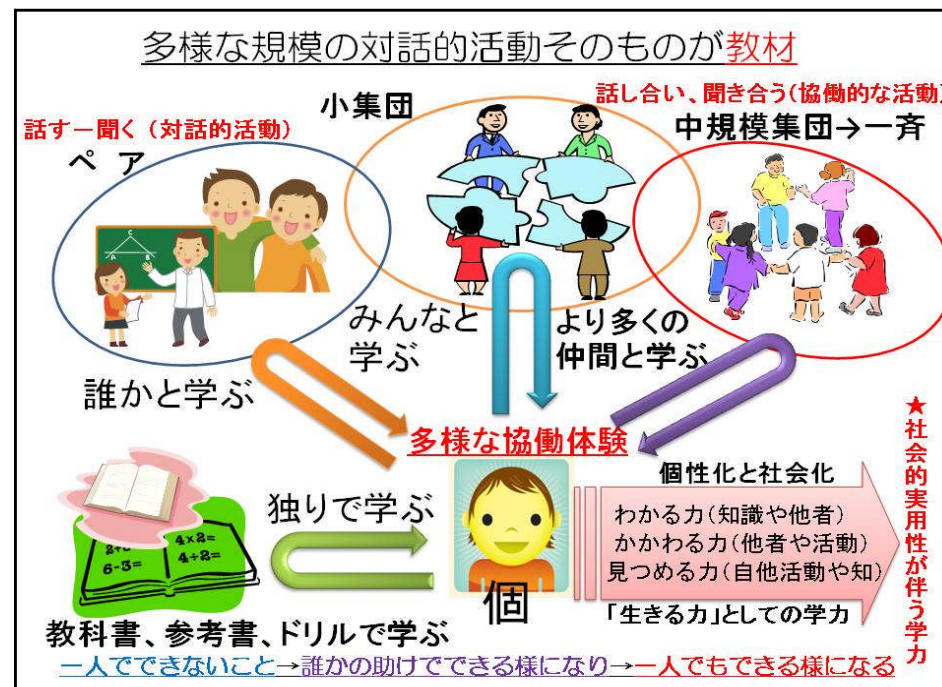 多様な規模の対話的活動そのものが教材
小集団
話し合い、聞き合う(協働的な活動)
中規模集団→一斉
話すー聞く(対話的活動)
ペ ア
C
A B
みんなと
学ぶ
より多くの
仲間と学ぶ
誰かと学ぶ
多様な協働体験
★社会的実用性が伴う学力
独りで学ぶ
個性化と社会化
わかる力(知識や他者)
かかわる力(他者や活動)
見つめる力(自他活動や知)
「生きる力」としての学力
4×2=
6-3=
4÷2=
個
教科書、参考書、ドリルで学ぶ
一人でできないこと→誰かの助けでできる様になり→一人でもできる様になる